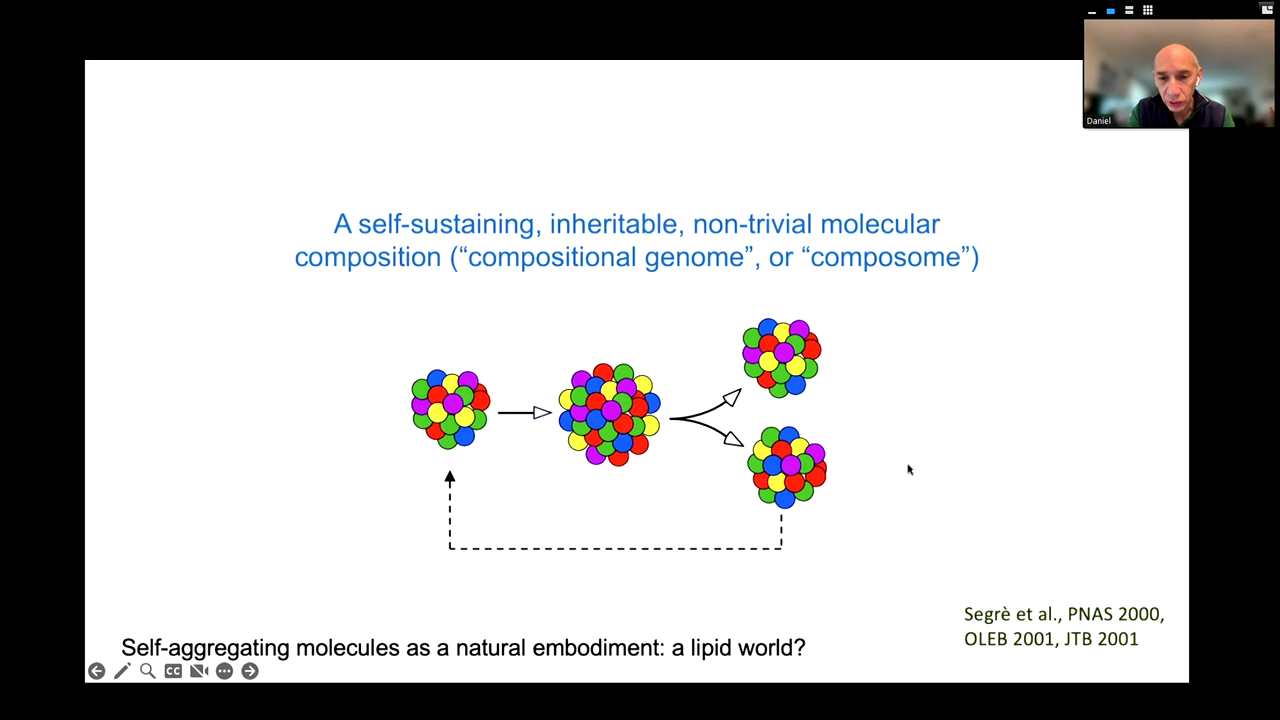 Daniel
A self-sustaining, inheritable, non-trivial molecular
composition (“compositional genome”, or “composome”)
Segrè et al., PNAS 2000,
OLEB 2001, JTB 2001
Self-aggregating molecules as a natural embodiment: a lipid world?
CC